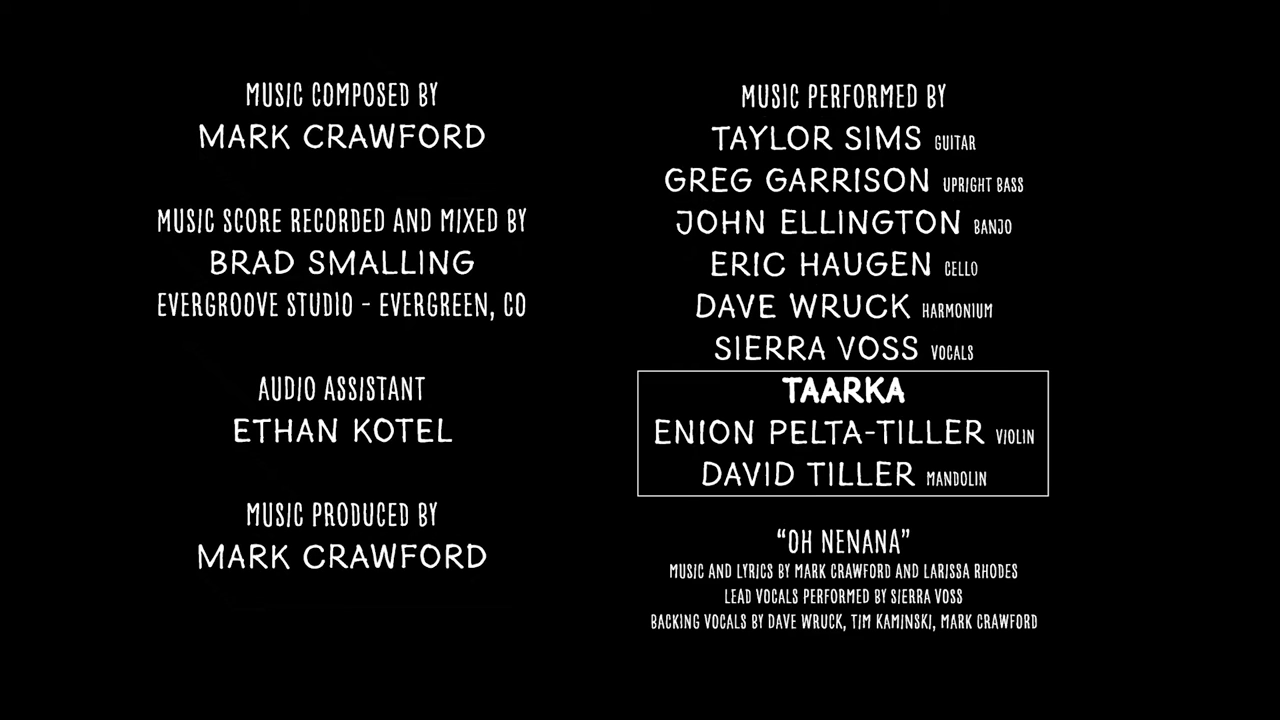 MUSIC COMPOSED BY
MARK CRAWFORD
MUSIC SCORE RECORDED AND MIXED BY
BRAD SMALLING
EVERGROOVE STUDIO - EVERGREEN, CO
AUDIO ASSISTANT
ETHAN KOTEL
MUSIC PRODUCED BY
MARK CRAWFORD
MUSIC PERFORMED BY
TAYLOR SIMS GUITAR
GREG GARRISON UPRIGHT BASS
JOHN ELLINGTON BANJO
ERIC HAUGEN CELLO
DAVE WRUCK HARMONIUM
SIERRA VOSS VOCALS
TAARKA
ENION PELTA-TILLER VIOLIN
DAVID TILLER MANDOLIN
"OH NENANA"
MUSIC AND LYRICS BY MARK CRAWFORD AND LARISSA RHODES
LEAD VOCALS PERFORMED BY SIERRA VOSS
BACKING VOCALS BY DAVE WRUCK, TIM KAMINSKI, MARK CRAWFORD